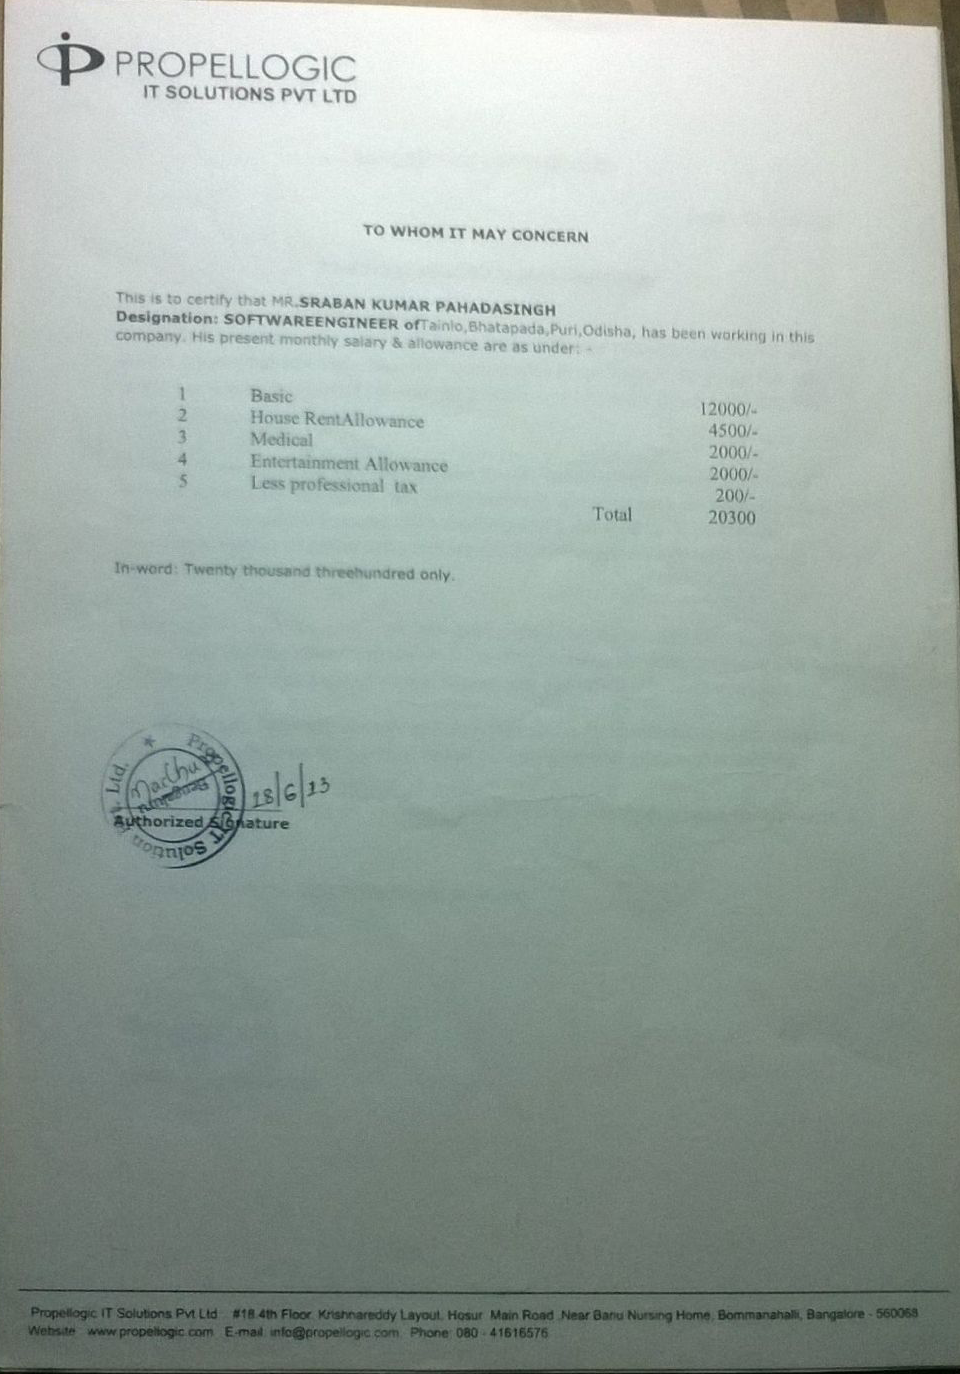 PROPELLOGIC
IT SOLUTIONS PVT LTD
TO WHOM IT MAY CONCERN
This is to certify that MR.SRABAN KUMAR PAHADASINGH
Designation: SOFTWAREENGINEER ofTainlo,Bhatapada,Puri,Odisha, has been working in this
company. His present monthly salary & allowance are as under: -
1 Basic 12000/-
2 House RentAllowance 4500/-
3 Medical 2000/-
4 Entertainment Allowance 2000/-
5 Less professional tax 200/-
Total 20300
In-word: Twenty thousand threehundred only.
Propellogic IT Solution Ltd. *
Madhu
Bengaluru
18/6/13
Authorized Signature
Propellogic IT Solutions Pvt Ltd #18 4th Floor, Krishnareddy Layout, Hosur Main Road Near Banu Nursing Home, Bommanahalli, Bangalore - 560068
Website www.propellogic.com E-mail info@propellogic.com Phone: 080 - 41616576